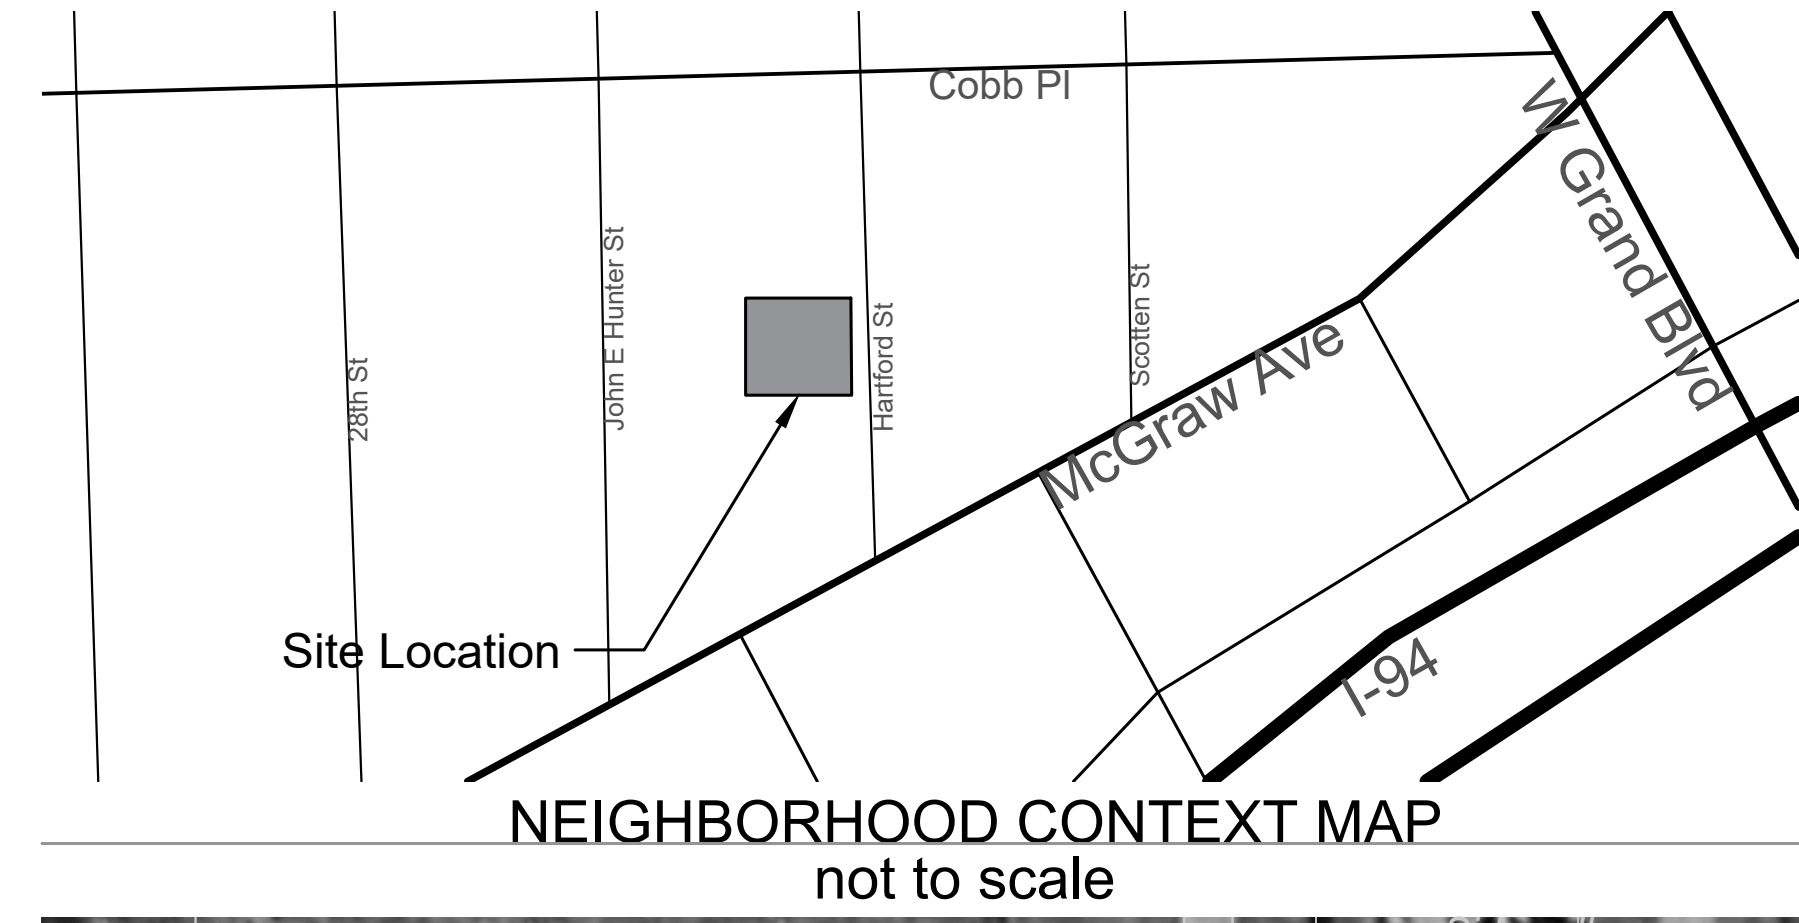 Cobb Pl
W Grand Blvd
John E Hunter St
Scotten St
Hartford St
28th St
McGraw Ave
Site Location
I-94
NEIGHBORHOOD CONTEXT MAP
not to scale